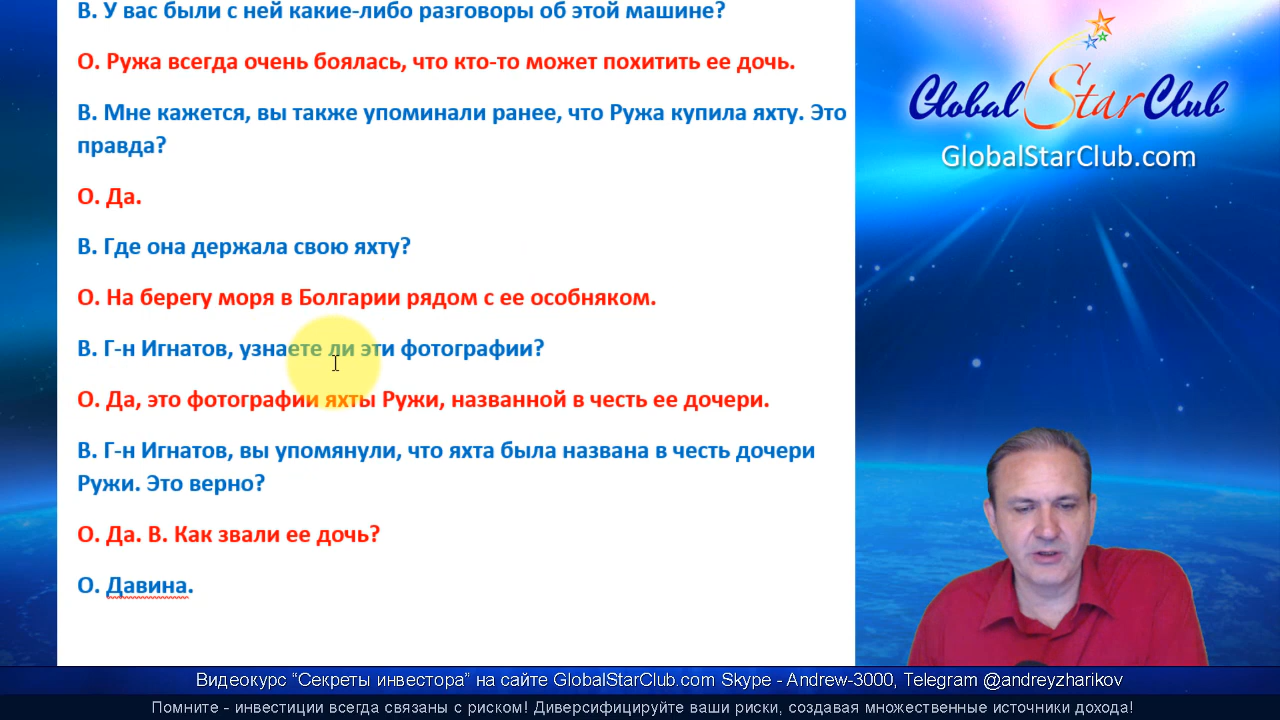 В. У вас были с ней какие-либо разговоры об этой машине?
О. Ружа всегда очень боялась, что кто-то может похитить ее дочь.
В. Мне кажется, вы также упоминали ранее, что Ружа купила яхту. Это
правда?
О. Да.
В. Где она держала свою яхту?
О. На берегу моря в Болгарии рядом с ее особняком.
В. Г-н Игнатов, узнаете ли эти фотографии?
О. Да, это фотографии яхты Ружи, названной в честь ее дочери.
В. Г-н Игнатов, вы упомянули, что яхта была названа в честь дочери
Ружи. Это верно?
О. Да. В. Как звали ее дочь?
О. Давина.
Global Star Club
GlobalStarClub.com
Видеокурс “Секреты инвестора” на сайте GlobalStarClub.com Skype - Andrew-3000, Telegram @andreyzharikov
Помните - инвестиции всегда связаны с риском! Диверсифицируйте ваши риски, создавая множественные источники дохода!